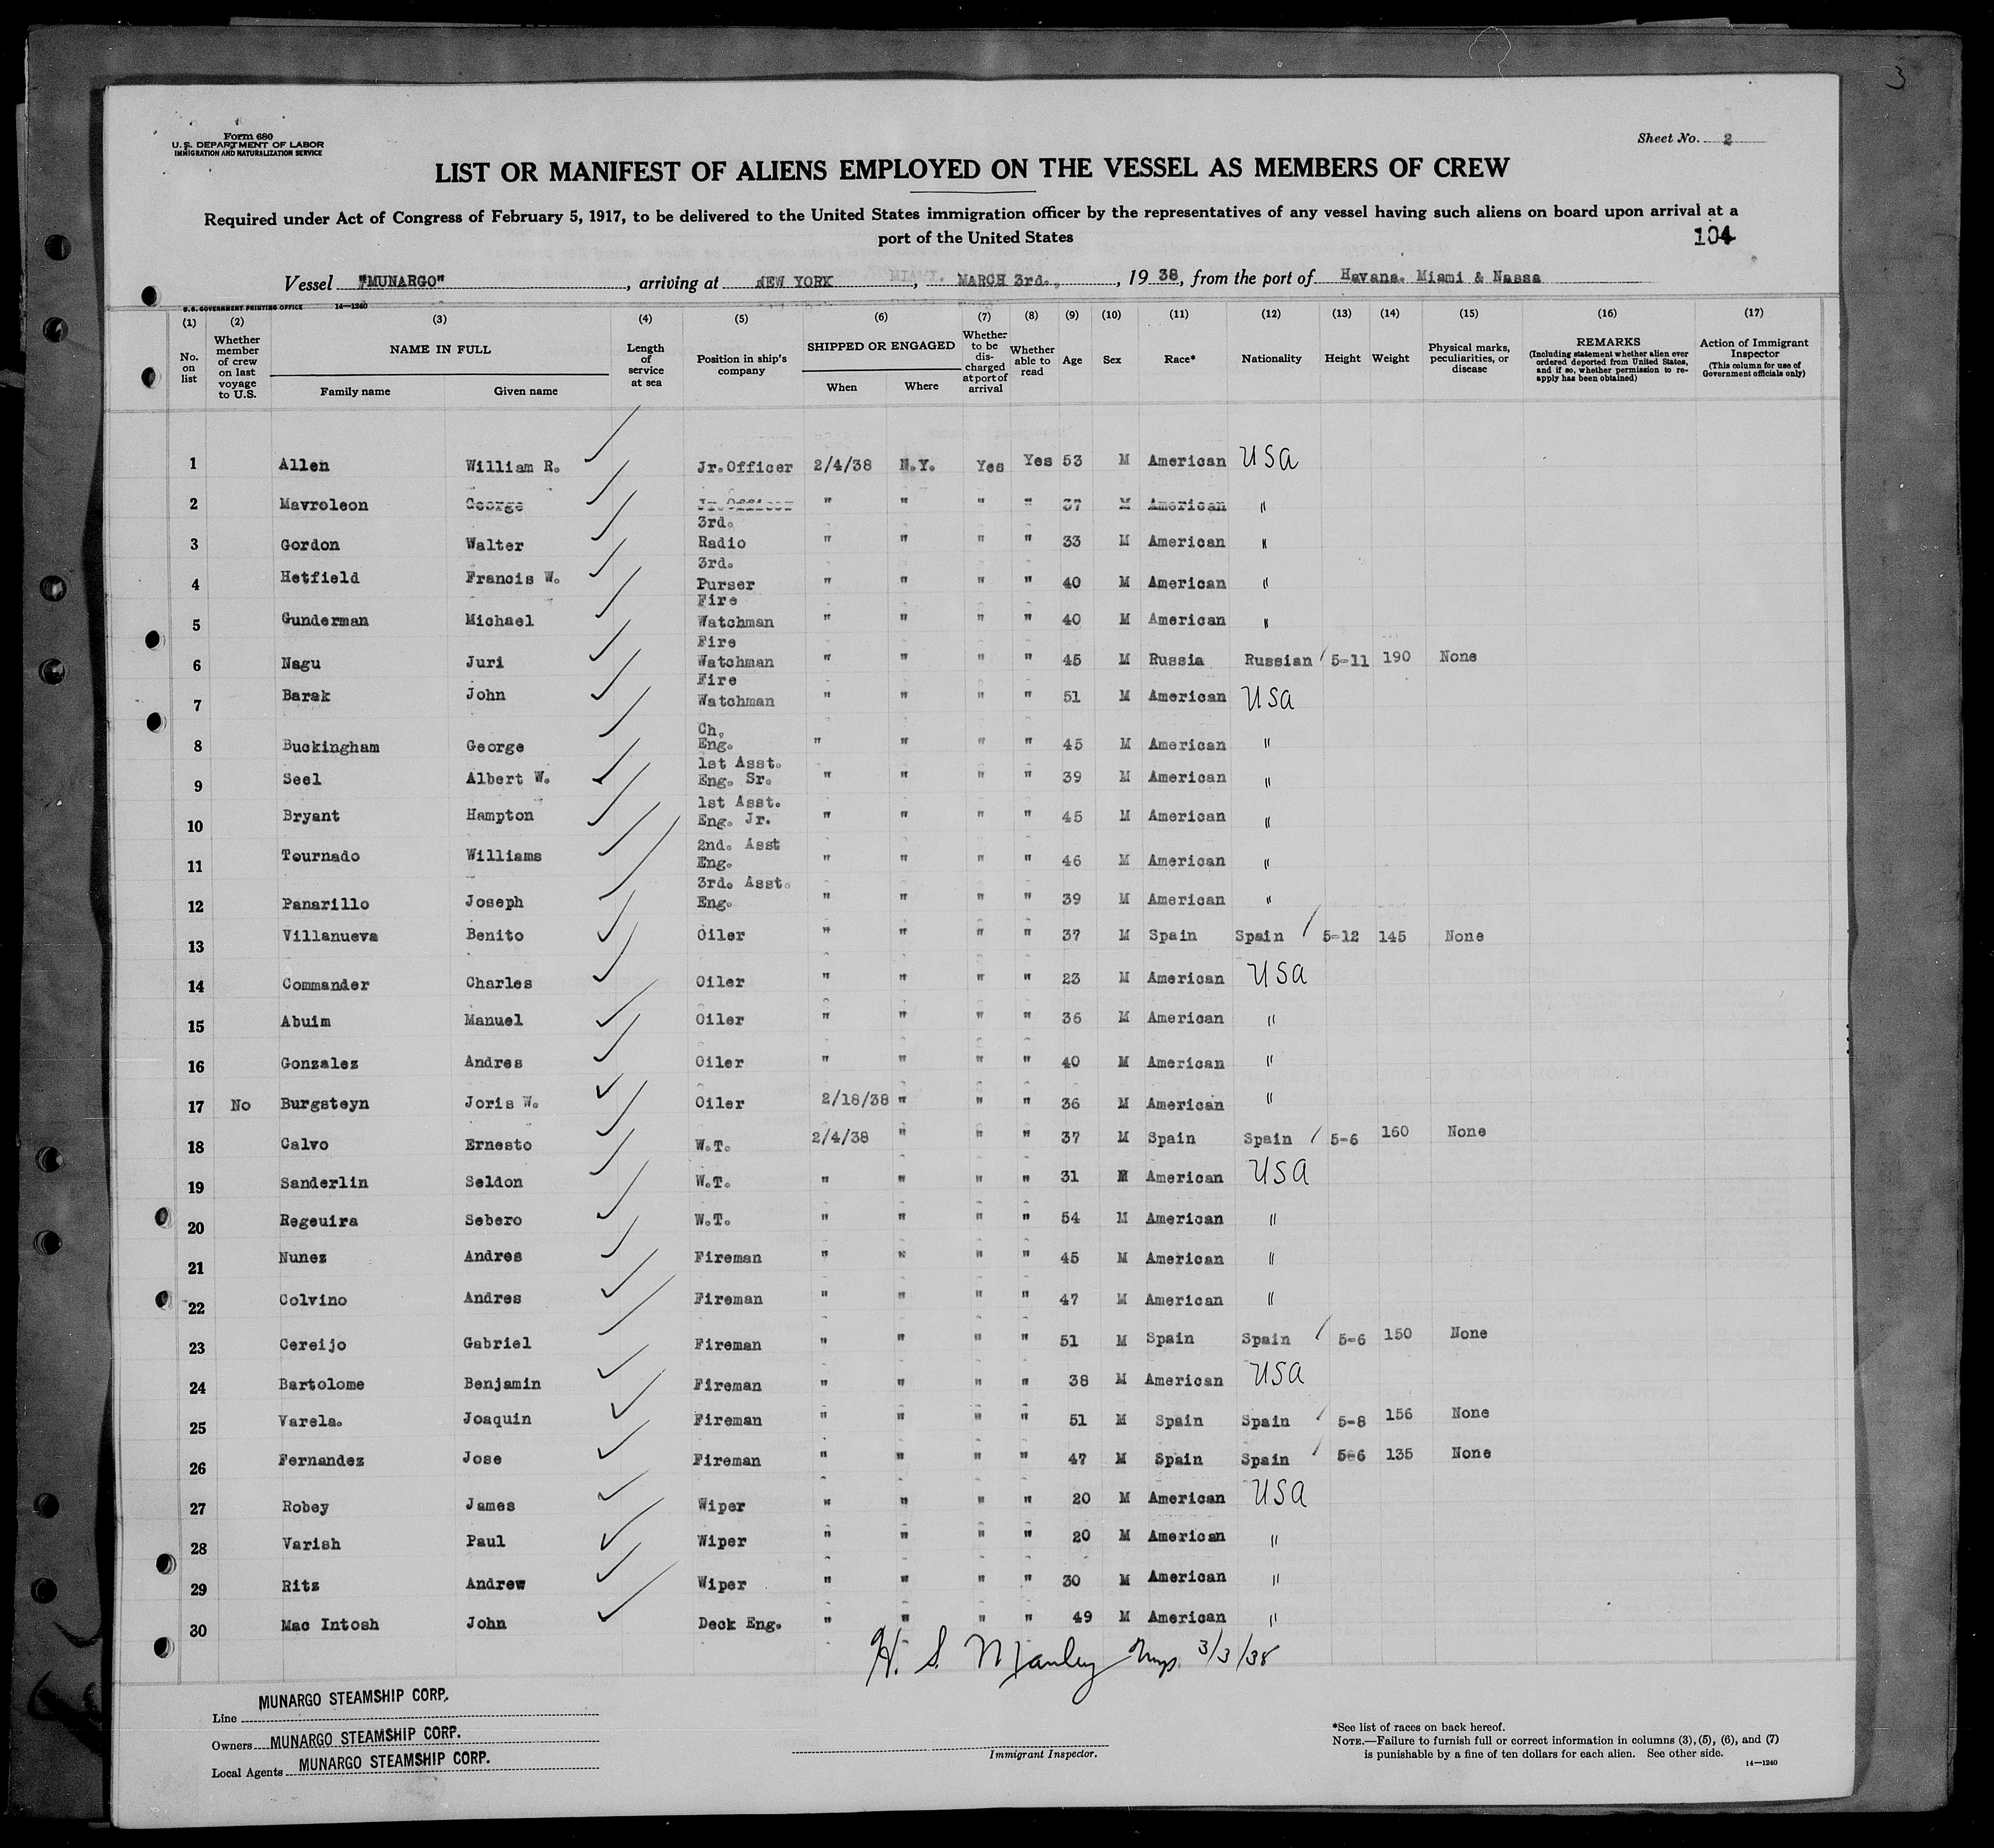 3
Form 680
U. S. DEPARTMENT OF LABOR
IMMIGRATION AND NATURALIZATION SERVICE
Sheet No. 2
LIST OR MANIFEST OF ALIENS EMPLOYED ON THE VESSEL AS MEMBERS OF CREW
Required under Act of Congress of February 5, 1917, to be delivered to the United States immigration officer by the representatives of any vessel having such aliens on board upon arrival at a
port of the United States
104
Vessel "MUNARGO", arriving at NEW YORK MIAMI, MARCH 3rd., 1938, from the port of Havana. Miami & Nassa
U. S. GOVERNMENT PRINTING OFFICE 14—1240
(1) (2) (3) (4) (5) (6) (7) (8) (9) (10) (11) (12) (13) (14) (15) (16) (17)
No. on list Whether member of crew on last voyage to U.S. NAME IN FULL Family name Given name Length of service at sea Position in ship's company SHIPPED OR ENGAGED When Where Whether to be discharged at port of arrival Whether able to read Age Sex Race* Nationality Height Weight Physical marks, peculiarities, or disease REMARKS (Including statement whether alien ever ordered deported from United States, and if so, whether permission to reapply has been obtained) Action of Immigrant Inspector (This column for use of Government officials only)
1 Allen William R. Jr.Officer 2/4/38 N.Y. Yes Yes 53 M American USA
2 Mavroleon George Jr.Officer " " " " 37 M American "
3 Gordon Walter 3rd. Radio " " " " 33 M American "
4 Hetfield Francis W. 3rd. Purser " " " " 40 M American "
5 Gunderman Michael Fire Watchman " " " " 40 M American "
6 Nagu Juri Fire Watchman " " " " 45 M Russia Russian 5-11 190 None
7 Barak John Fire Watchman " " " " 51 M American USA
8 Buckingham George Ch. Eng. " " " " 45 M American "
9 Seel Albert W. 1st Asst. Eng. Sr. " " " " 39 M American "
10 Bryant Hampton 1st Asst. Eng. Jr. " " " " 45 M American "
11 Tournado Williams 2nd. Asst Eng. " " " " 46 M American "
12 Panarillo Joseph 3rd. Asst. Eng. " " " " 39 M American "
13 Villanueva Benito Oiler " " " " 37 M Spain Spain 5-12 145 None
14 Commander Charles Oiler " " " " 23 M American USA
15 Abuim Manuel Oiler " " " " 36 M American "
16 Gonzalez Andres Oiler " " " " 40 M American "
17 No Burgsteyn Joris W. Oiler 2/18/38 " " " 36 M American "
18 Calvo Ernesto W.T. 2/4/38 " " " 37 M Spain Spain 5-6 160 None
19 Sanderlin Seldon W.T. " " " " 31 M American USA
20 Regeuira Sebero W.T. " " " " 54 M American "
21 Nunez Andres Fireman " " " " 45 M American "
22 Colvino Andres Fireman " " " " 47 M American "
23 Cereijo Gabriel Fireman " " " " 51 M Spain Spain 5-6 150 None
24 Bartolome Benjamin Fireman " " " " 38 M American USA
25 Varela. Joaquin Fireman " " " " 51 M Spain Spain 5-8 156 None
26 Fernandez Jose Fireman " " " " 47 M Spain Spain 5-6 135 None
27 Robey James Wiper " " " " 20 M American USA
28 Varish Paul Wiper " " " " 20 M American "
29 Ritz Andrew Wiper " " " " 30 M American "
30 Mac Intosh John Deck Eng. " " " " 49 M American "
H. S. Manley 3/3/38
Line MUNARGO STEAMSHIP CORP.
Owners MUNARGO STEAMSHIP CORP.
Local Agents MUNARGO STEAMSHIP CORP.
Immigrant Inspector.
*See list of races on back hereof.
NOTE.—Failure to furnish full or correct information in columns (3), (5), (6), and (7)
is punishable by a fine of ten dollars for each alien. See other side.
14—1240